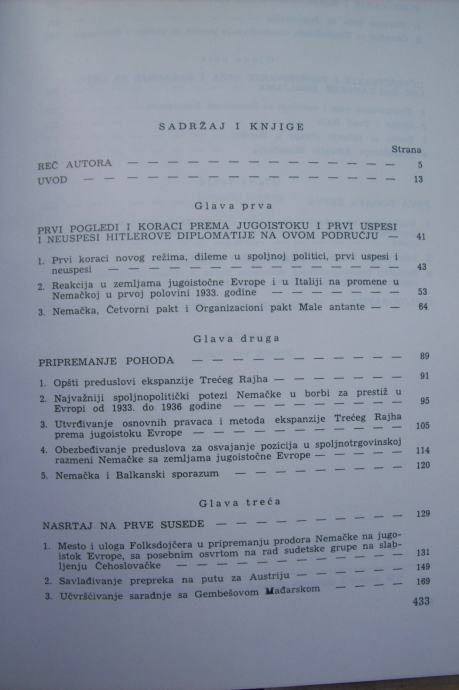 SADRŽAJ I KNJIGE
Strana
REČ AUTORA — — — — — — — — — — — — — 5
UVOD — — — — — — — — — — — — — — 13
Glava prva
PRVI POGLEDI I KORACI PREMA JUGOISTOKU I PRVI USPESI
I NEUSPESI HITLEROVE DIPLOMATIJE NA OVOM PODRUČJU — 41
1. Prvi koraci novog režima, dileme u spoljnoj politici, prvi uspesi i
neuspesi — — — — — — — — — — — — — 43
2. Reakcija u zemljama jugoistočne Evrope i u Italiji na promene u
Nemačkoj u prvoj polovini 1933. godine — — — — — — 53
3. Nemačka, Četvorni pakt i Organizacioni pakt Male antante — — 64
Glava druga
PRIPREMANJE POHODA — — — — — — — — — — 89
1. Opšti preduslovi ekspanzije Trećeg Rajha — — — — — — 91
2. Najvažniji spoljnopolitički potezi Nemačke u borbi za prestiž u
Evropi od 1933. do 1936 godine — — — — — — — — 95
3. Utvrđivanje osnovnih pravaca i metoda ekspanzije Trećeg Rajha
prema jugoistoku Evrope — — — — — — — — — 105
4. Obezbeđivanje preduslova za osvajanje pozicija u spoljnotrgovinskoj
razmeni Nemačke sa zemljama jugoistočne Evrope — — — — 114
5. Nemačka i Balkanski sporazum — — — — — — — 120
Glava treća
NASRTAJ NA PRVE SUSEDE — — — — — — — — — 129
1. Mesto i uloga Folksdojčera u pripremanju prodora Nemačke na jugo-
istok Evrope, sa posebnim osvrtom na rad sudetske grupe na slab-
ljenju Čehoslovačke — — — — — — — — — — 131
2. Savlađivanje prepreka na putu za Austriju — — — — — 149
3. Učvršćivanje saradnje sa Gembešovom Mađarskom — — — — 169
433